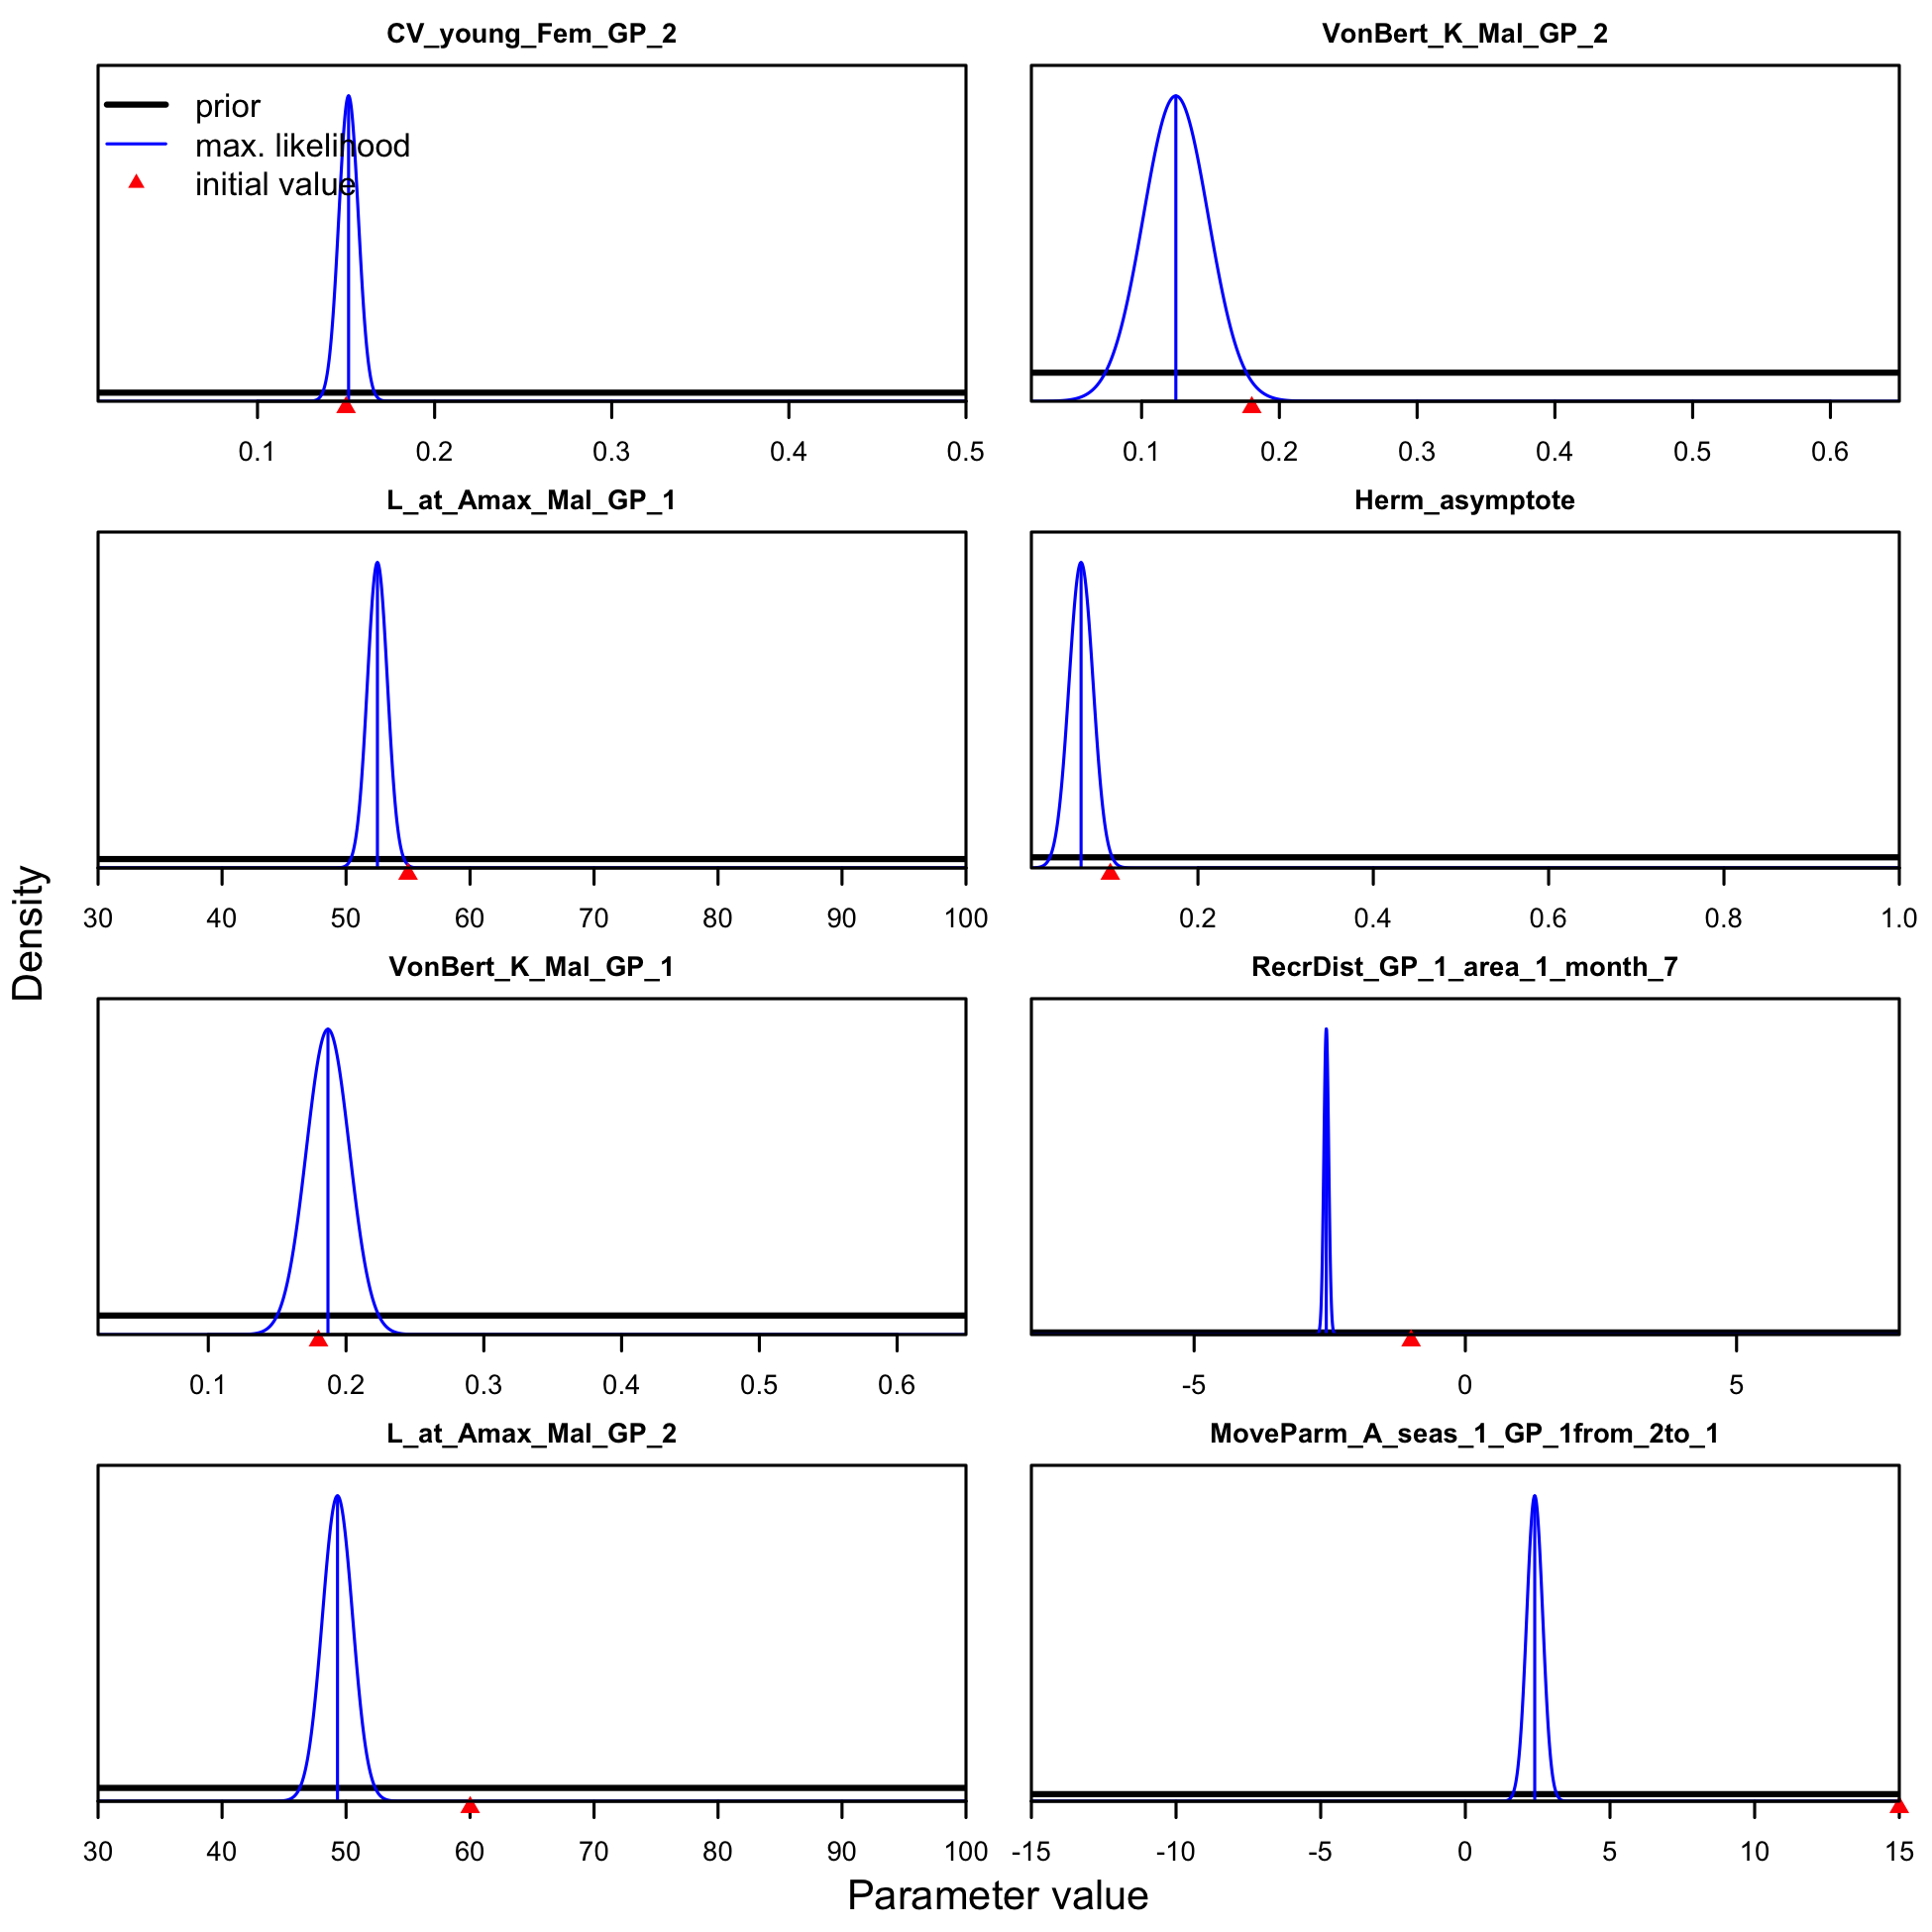 CV_young_Fem_GP_2
prior
max. likelihood
initial value
0.1 0.2 0.3 0.4 0.5
VonBert_K_Mal_GP_2
0.1 0.2 0.3 0.4 0.5 0.6
L_at_Amax_Mal_GP_1
30 40 50 60 70 80 90 100
Herm_asymptote
0.2 0.4 0.6 0.8 1.0
VonBert_K_Mal_GP_1
0.1 0.2 0.3 0.4 0.5 0.6
RecrDist_GP_1_area_1_month_7
-5 0 5
L_at_Amax_Mal_GP_2
30 40 50 60 70 80 90 100
MoveParm_A_seas_1_GP_1from_2to_1
-15 -10 -5 0 5 10 15
Density
Parameter value